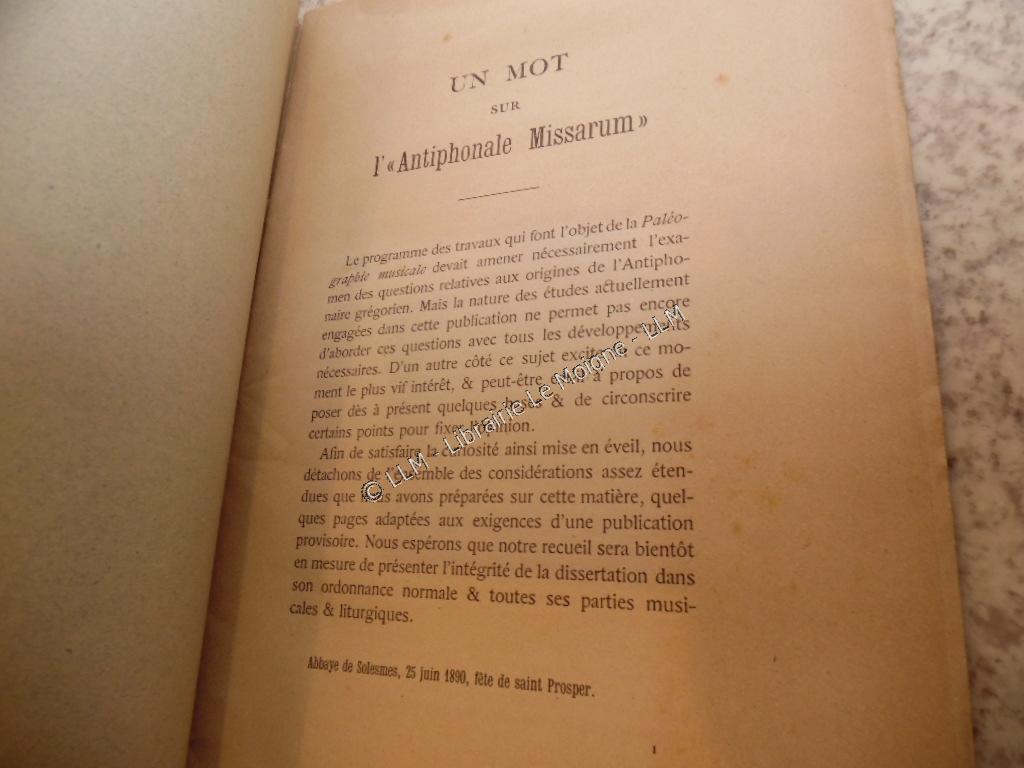 UN MOT
SUR
l'« Antiphonale Missarum »
Le programme des travaux qui font l'objet de la Paléo-
graphie musicale devait amener nécessairement l'exa-
men des questions relatives aux origines de l'Antipho-
naire grégorien. Mais la nature des études actuellement
engagées dans cette publication ne permet pas encore
d'aborder ces questions avec tous les développements
nécessaires. D'un autre côté ce sujet excite en ce mo-
ment le plus vif intérêt, & peut-être est-il à propos de
poser dès à présent quelques bases & de circonscrire
certains points pour fixer l'opinion.
Afin de satisfaire la curiosité ainsi mise en éveil, nous
détachons de l'ensemble des considérations assez éten-
dues que nous avons préparées sur cette matière, quel-
ques pages adaptées aux exigences d'une publication
provisoire. Nous espérons que notre recueil sera bientôt
en mesure de présenter l'intégrité de la dissertation dans
son ordonnance normale & toutes ses parties musi-
cales & liturgiques.
Abbaye de Solesmes, 25 juin 1890, fête de saint Prosper.
1
© LLM - Librairie Le Moigne - LLM